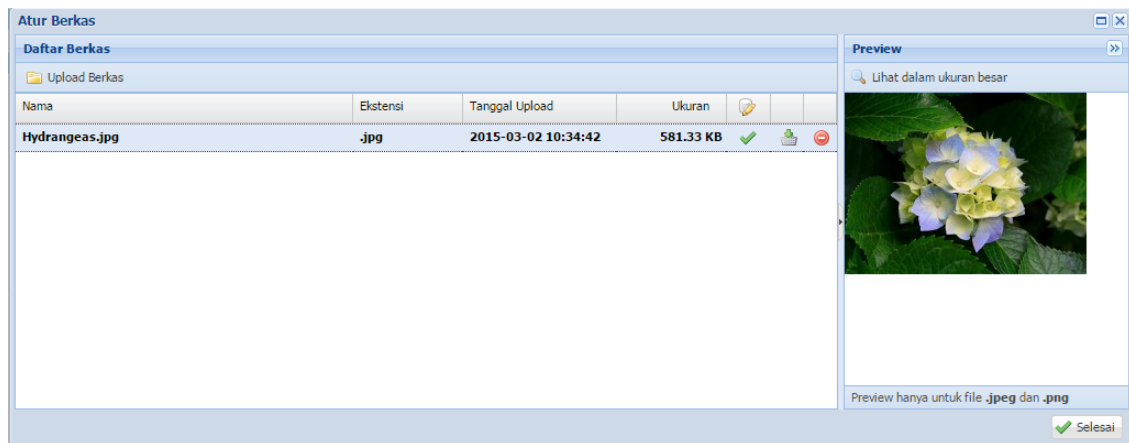 Atur Berkas
Daftar Berkas
Upload Berkas
Nama Ekstensi Tanggal Upload Ukuran
Hydrangeas.jpg .jpg 2015-03-02 10:34:42 581.33 KB
Preview
Lihat dalam ukuran besar
Preview hanya untuk file .jpeg dan .png
Selesai